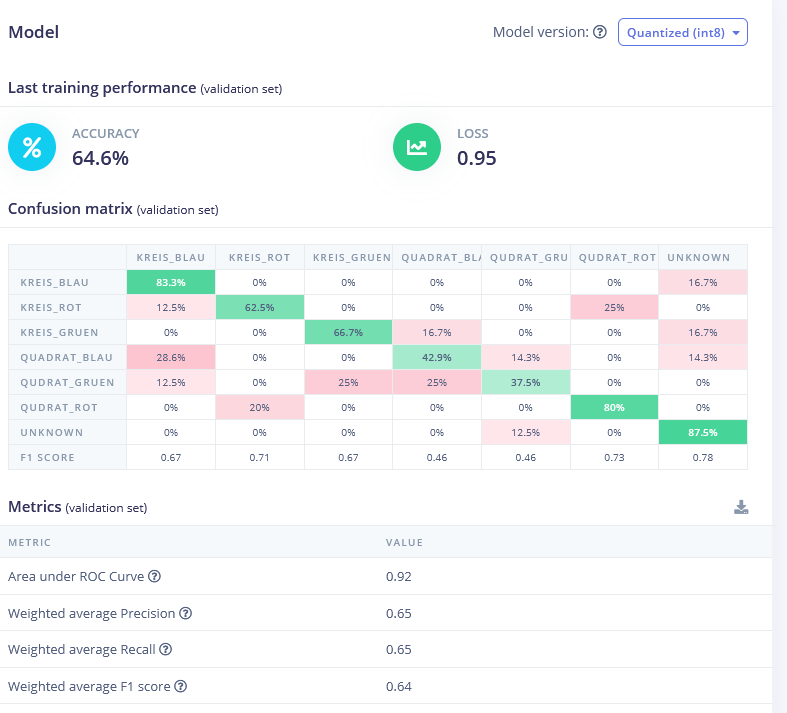 Model
Model version: Quantized (int8)
Last training performance (validation set)
% ACCURACY
64.6%
LOSS
0.95
Confusion matrix (validation set)
KREIS_BLAU KREIS_ROT KREIS_GRUEN QUADRAT_BLA QUDRAT_GRU QUDRAT_ROT UNKNOWN
KREIS_BLAU 83.3% 0% 0% 0% 0% 0% 16.7%
KREIS_ROT 12.5% 62.5% 0% 0% 0% 25% 0%
KREIS_GRUEN 0% 0% 66.7% 16.7% 0% 0% 16.7%
QUADRAT_BLAU 28.6% 0% 0% 42.9% 14.3% 0% 14.3%
QUDRAT_GRUEN 12.5% 0% 25% 25% 37.5% 0% 0%
QUDRAT_ROT 0% 20% 0% 0% 0% 80% 0%
UNKNOWN 0% 0% 0% 0% 12.5% 0% 87.5%
F1 SCORE 0.67 0.71 0.67 0.46 0.46 0.73 0.78
Metrics (validation set)
METRIC VALUE
Area under ROC Curve 0.92
Weighted average Precision 0.65
Weighted average Recall 0.65
Weighted average F1 score 0.64